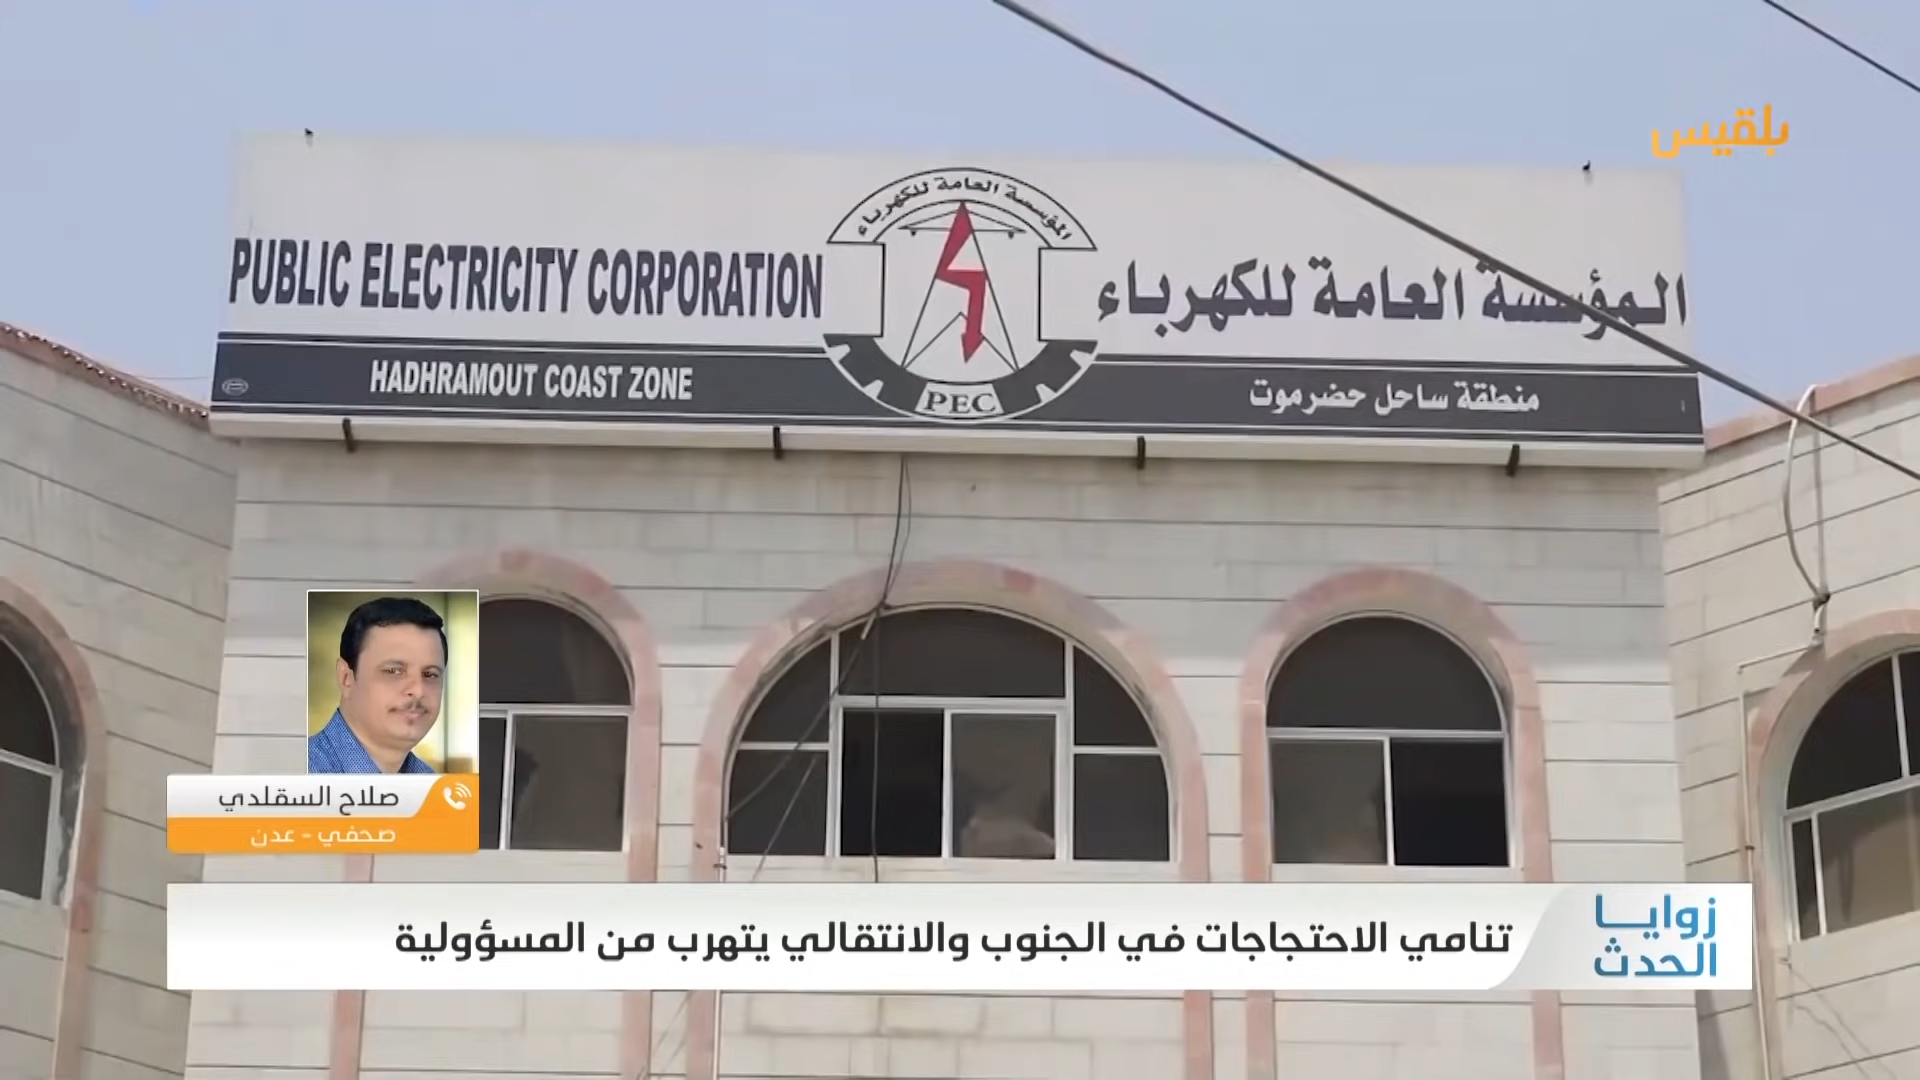 بلقيس
المؤسسة العامة للكهرباء
PUBLIC ELECTRICITY CORPORATION
المؤسسة العامة للكهرباء
HADHRAMOUT COAST ZONE
PEC
منطقة ساحل حضرموت
صلاح السقلدي
صحفي - عدن
زوايا
الحدث
تنامي الاحتجاجات في الجنوب والانتقالي يتهرب من المسؤولية